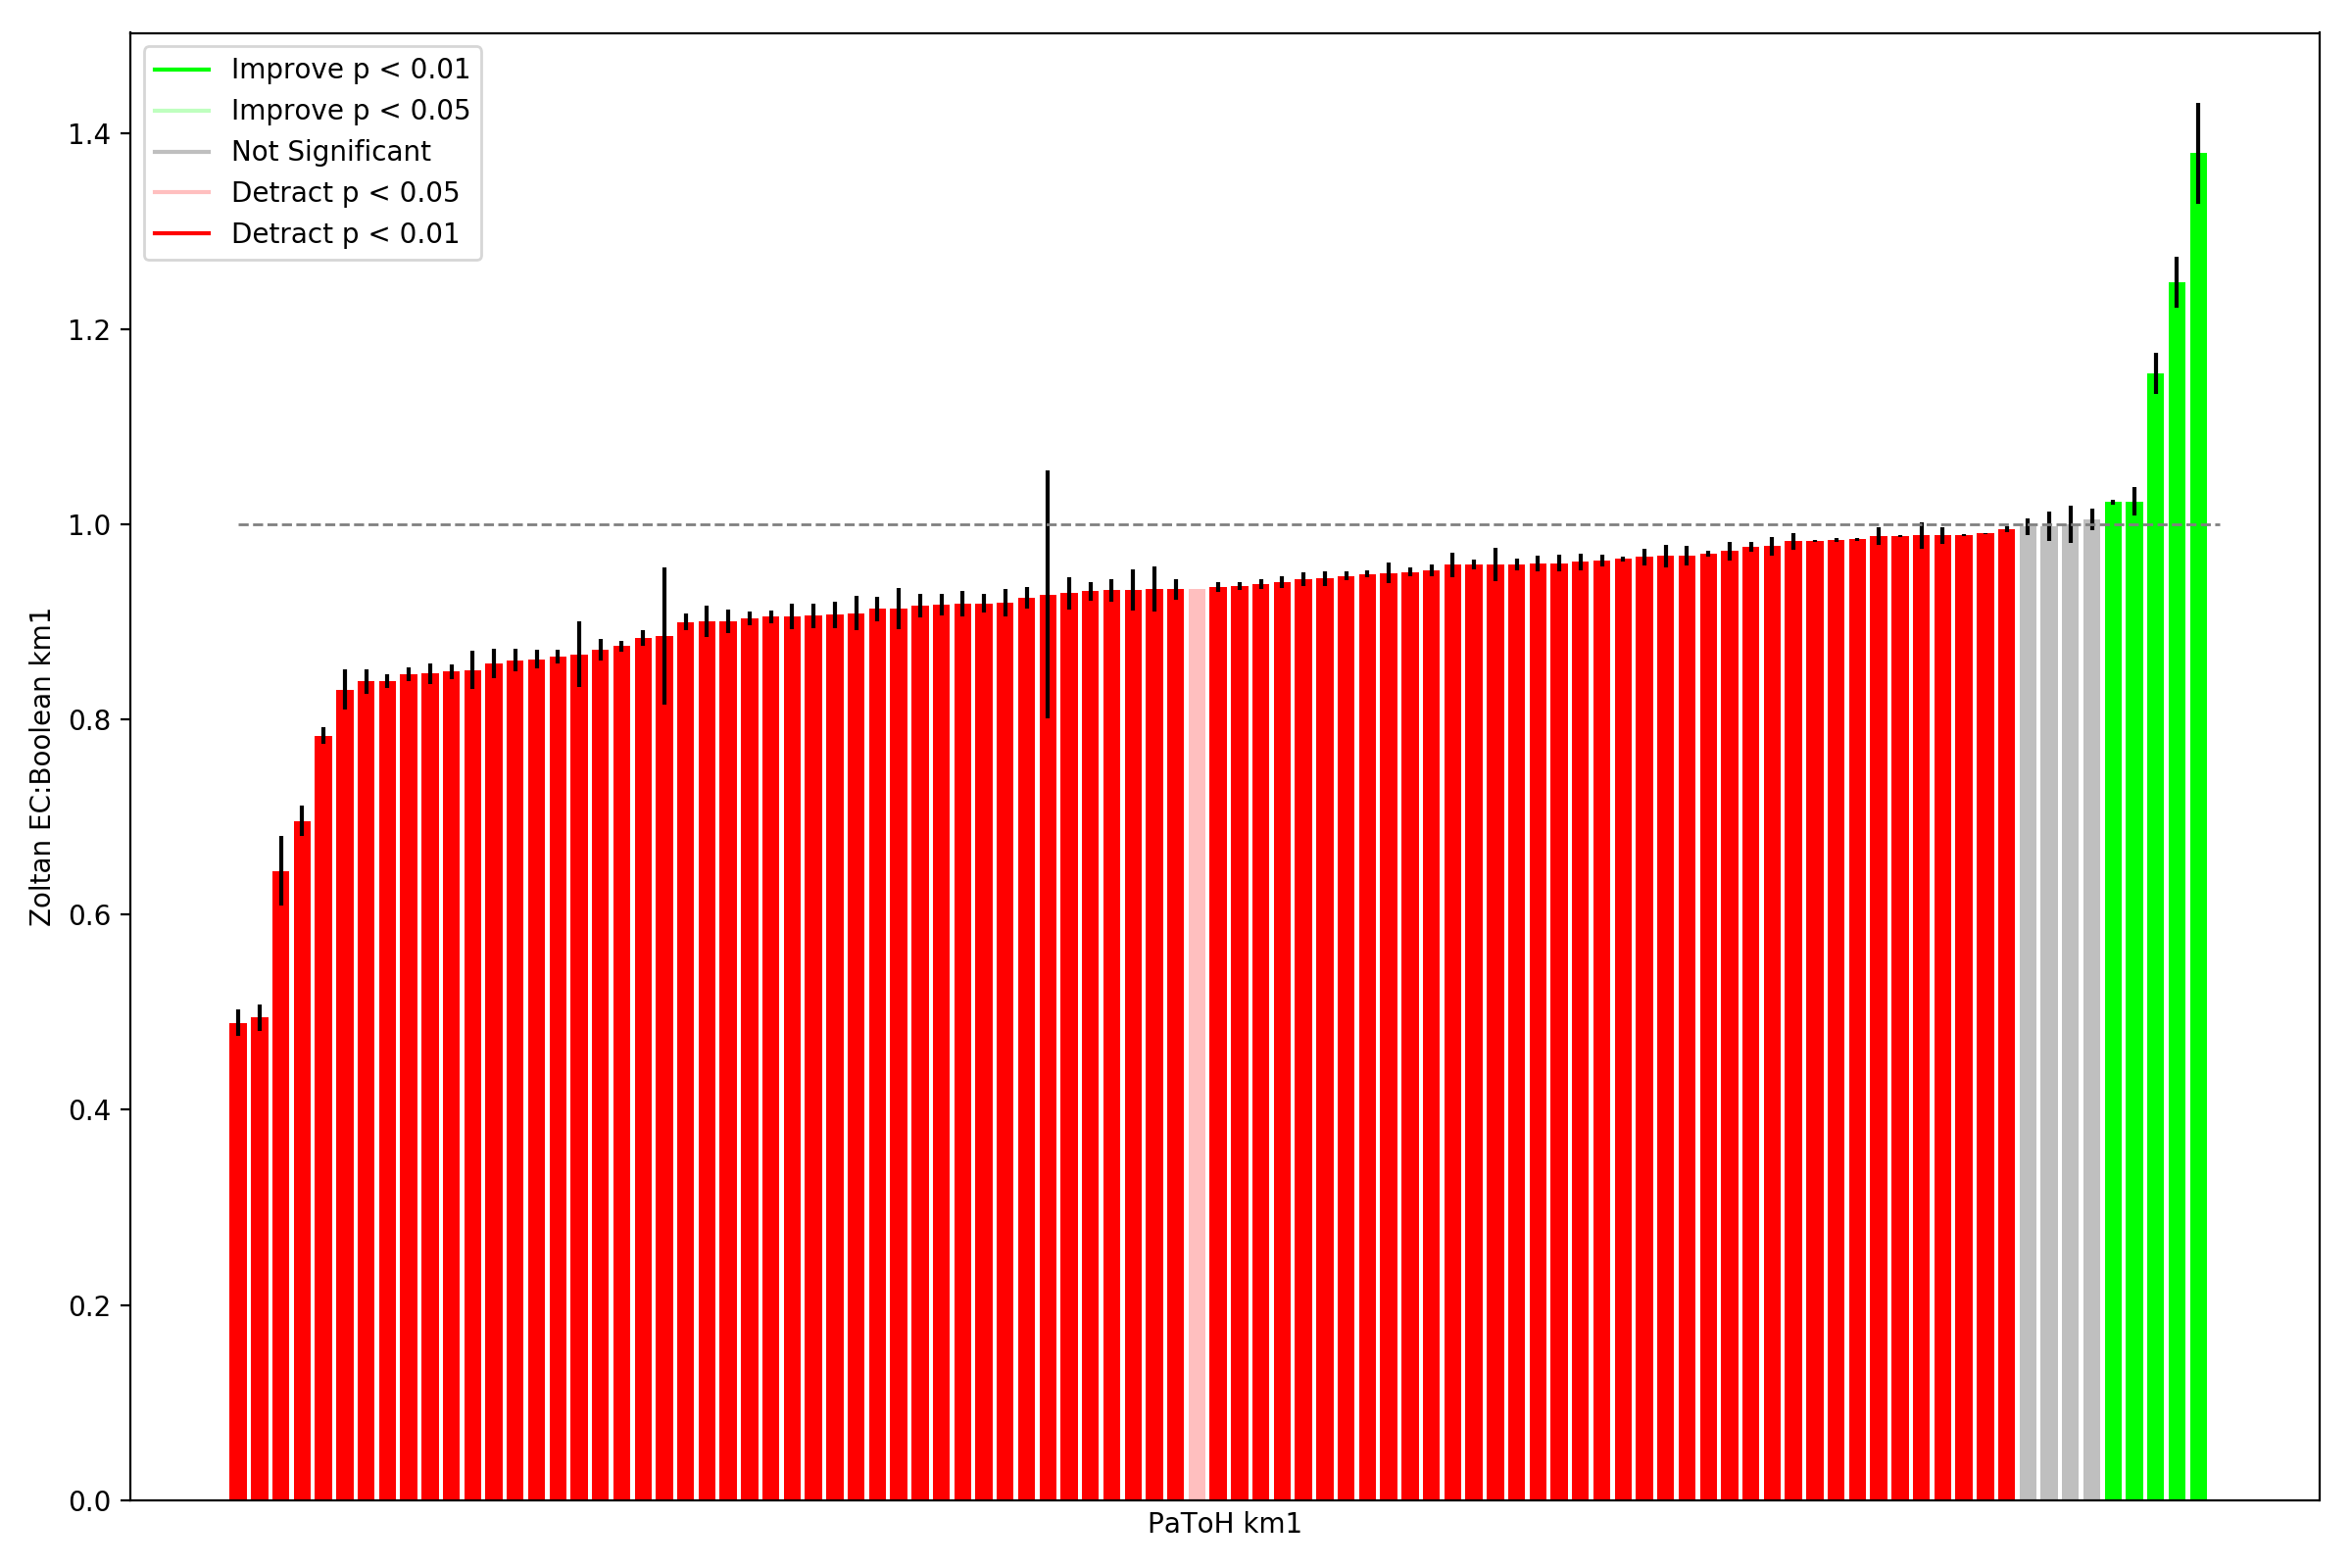 Improve p < 0.01
Improve p < 0.05
Not Significant
Detract p < 0.05
Detract p < 0.01
1.4
1.2
1.0
0.8
0.6
0.4
0.2
0.0
Zoltan EC:Boolean km1
PaToH km1